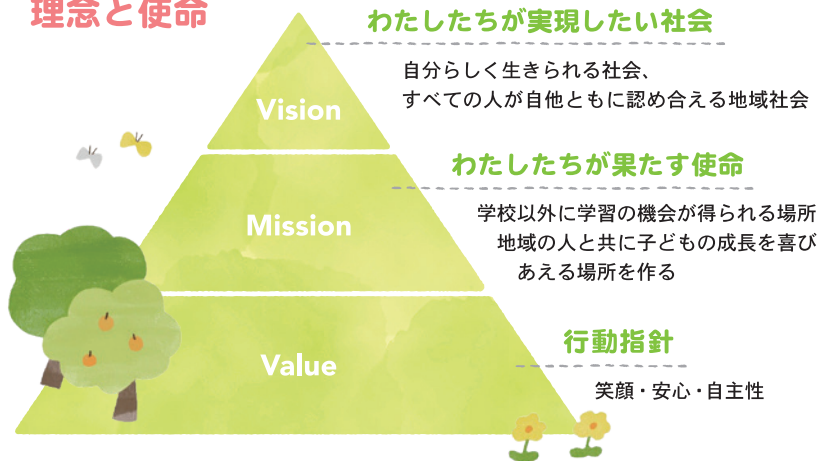 理念と使命
わたしたちが実現したい社会
自分らしく生きられる社会、
すべての人が自他ともに認め合える地域社会
Vision
わたしたちが果たす使命
学校以外に学習の機会が得られる場所
地域の人と共に子どもの成長を喜び
あえる場所を作る
Mission
行動指針
笑顔・安心・自主性
Value